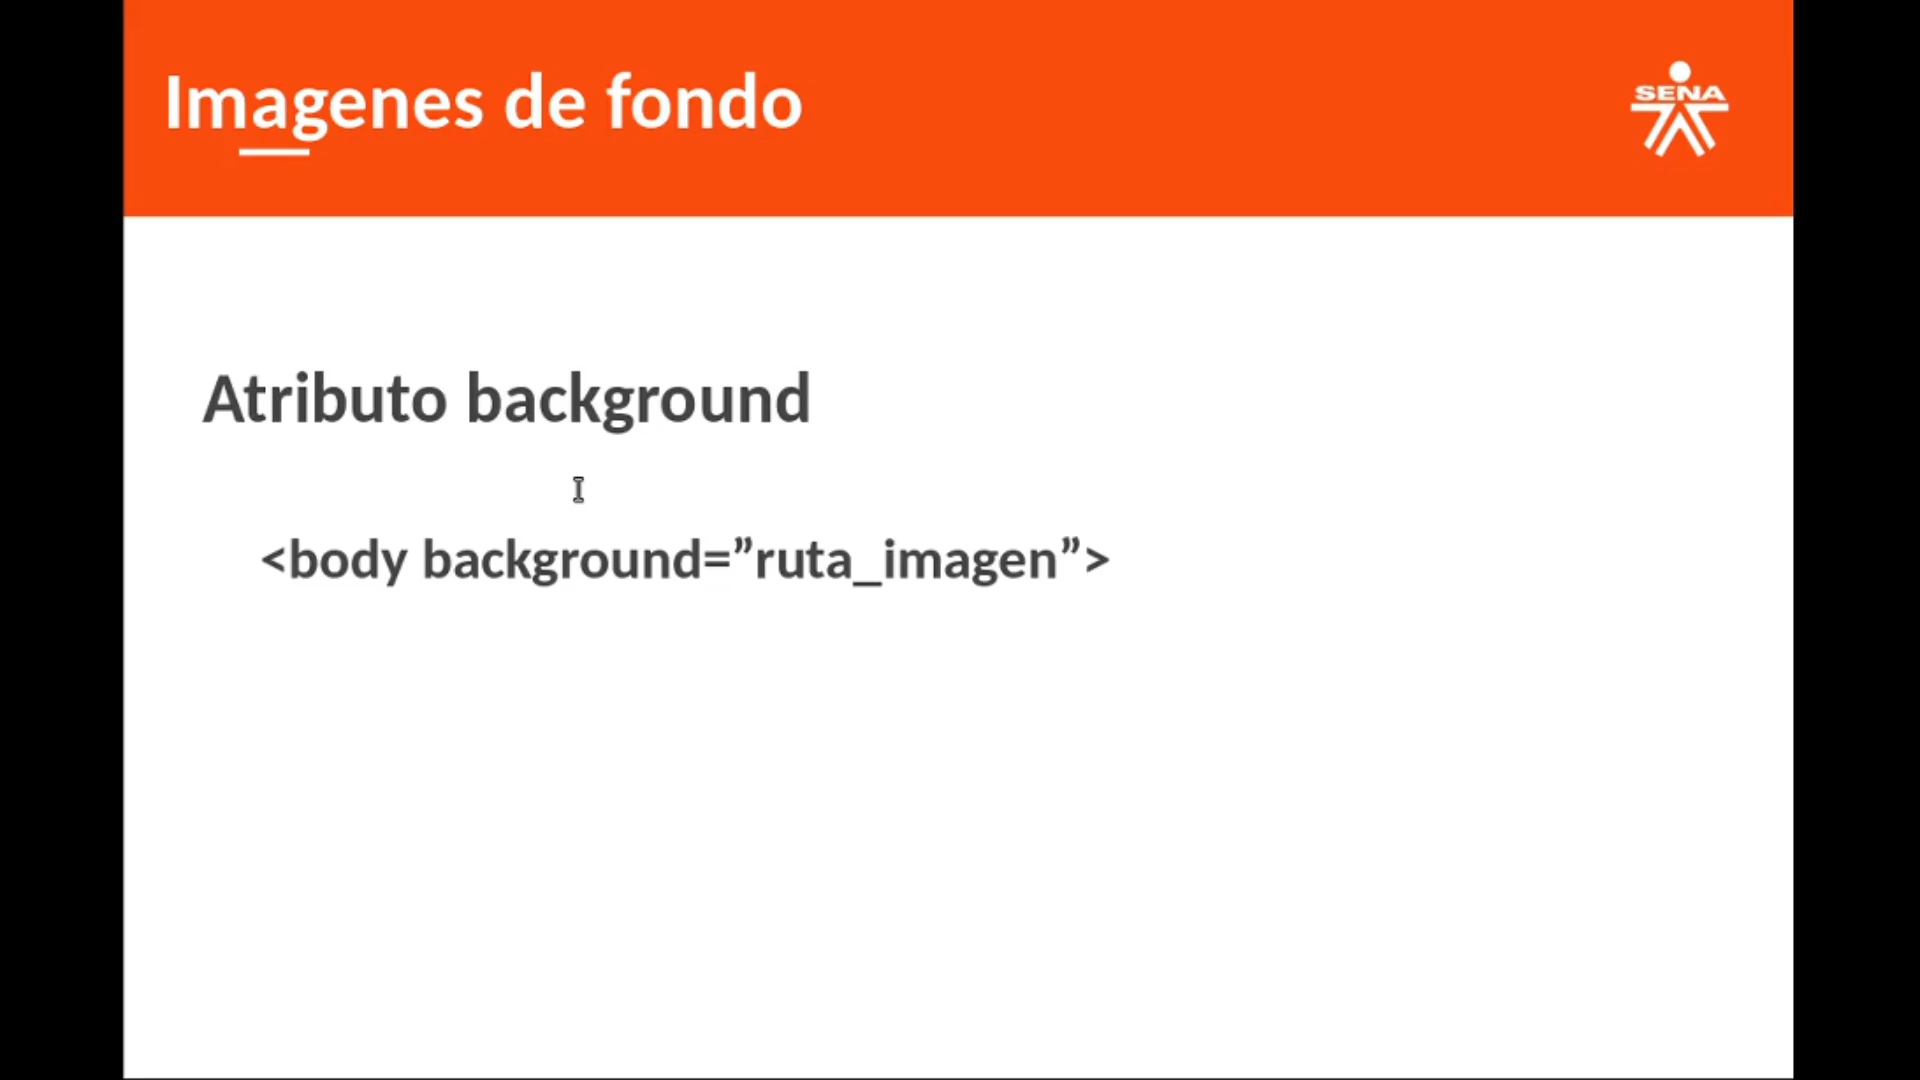 Imagenes de fondo
SENA
Atributo background
<body background=”ruta_imagen”>